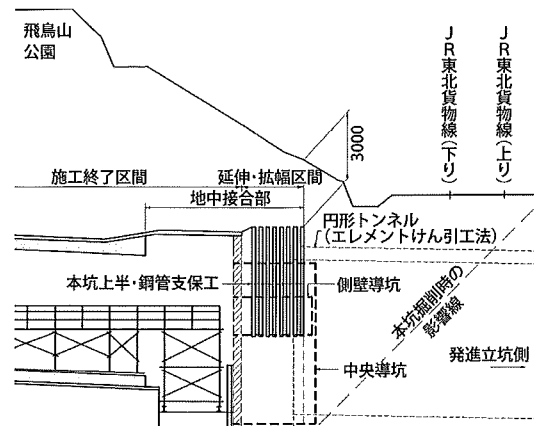 飛鳥山
公園
JR東北貨物線(下り)
JR東北貨物線(上り)
3000
施工終了区間
延伸・拡幅区間
地中接合部
円形トンネル
(エレメントけん引工法)
本坑上半・鋼管支保工
側壁導坑
本坑掘削時の
影響線
中央導坑
発進立坑側